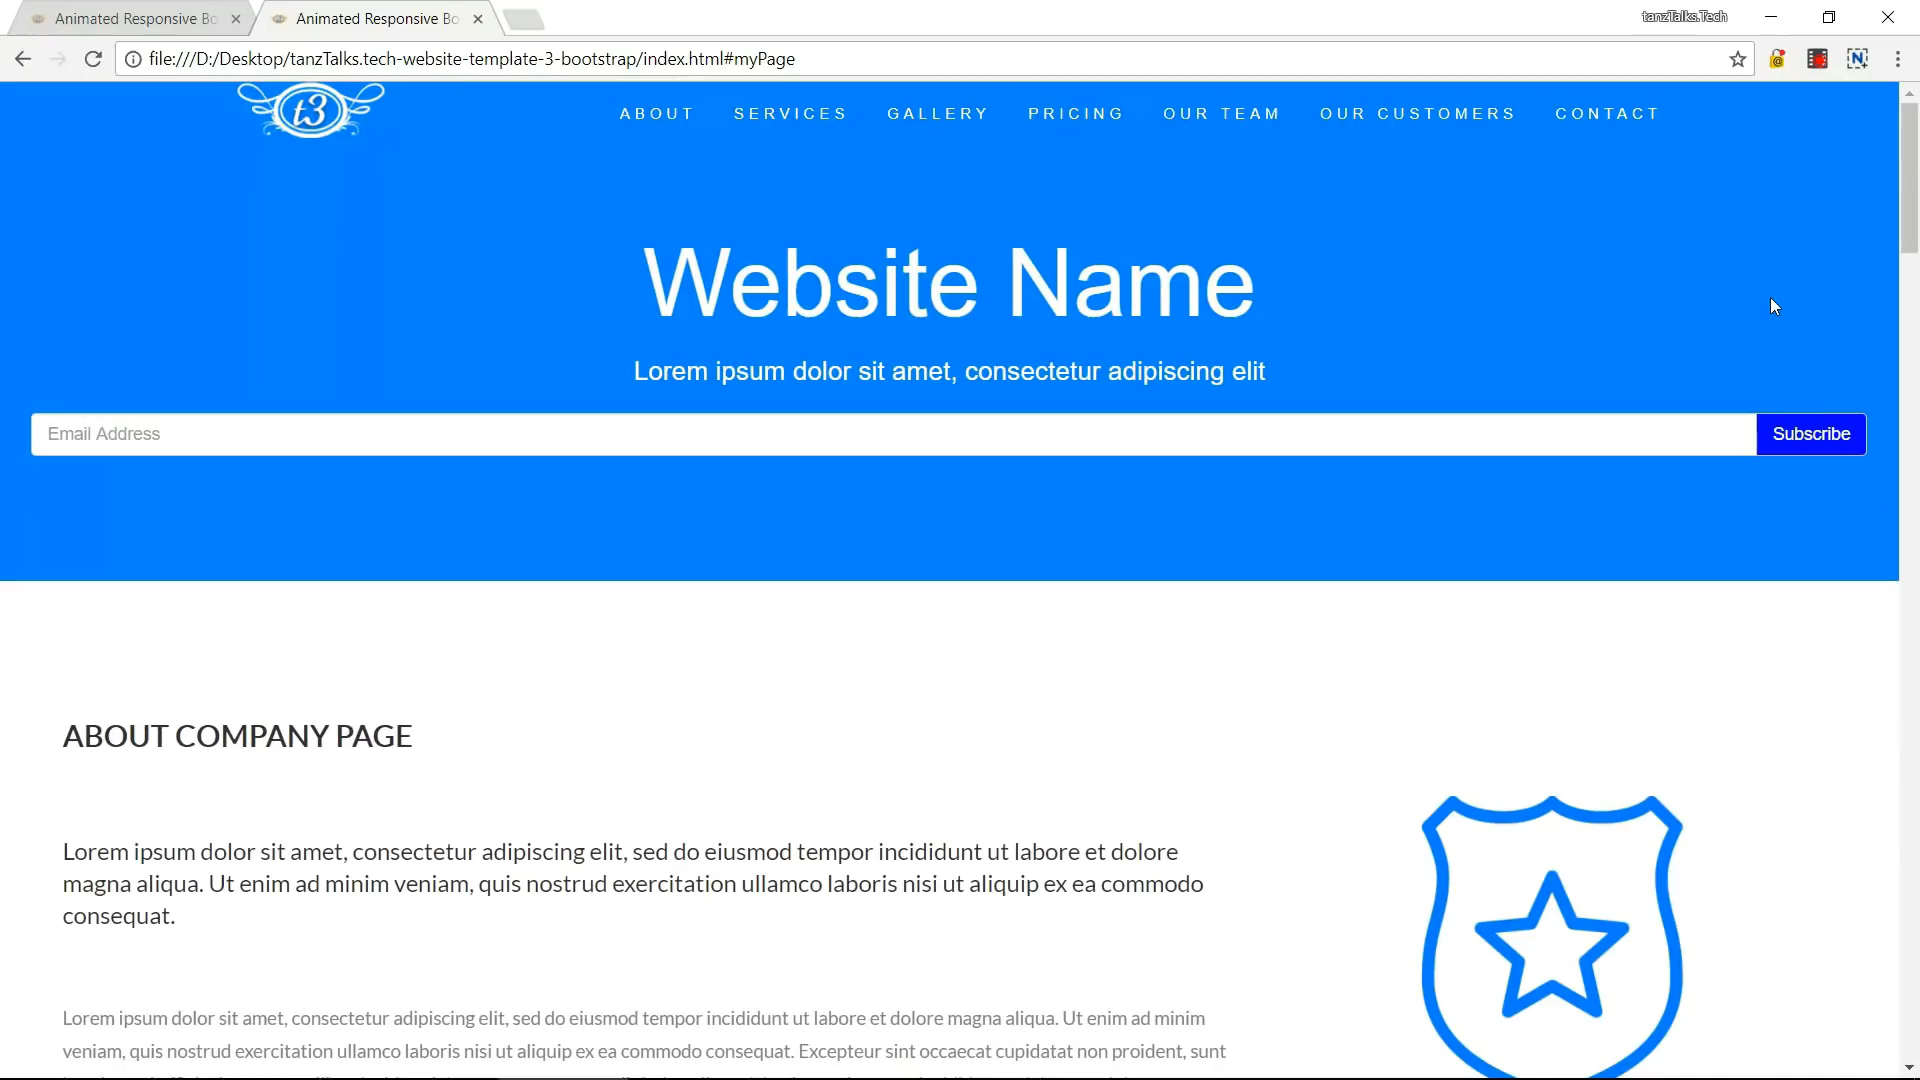 Animated Responsive Bo
Animated Responsive Bo
tanzTalks.Tech
file:///D:/Desktop/tanzTalks.tech-website-template-3-bootstrap/index.html#myPage
t3
ABOUT SERVICES GALLERY PRICING OUR TEAM OUR CUSTOMERS CONTACT
Website Name
Lorem ipsum dolor sit amet, consectetur adipiscing elit
Email Address
Subscribe
ABOUT COMPANY PAGE
Lorem ipsum dolor sit amet, consectetur adipiscing elit, sed do eiusmod tempor incididunt ut labore et dolore
magna aliqua. Ut enim ad minim veniam, quis nostrud exercitation ullamco laboris nisi ut aliquip ex ea commodo
consequat.
Lorem ipsum dolor sit amet, consectetur adipiscing elit, sed do eiusmod tempor incididunt ut labore et dolore magna aliqua. Ut enim ad minim
veniam, quis nostrud exercitation ullamco laboris nisi ut aliquip ex ea commodo consequat. Excepteur sint occaecat cupidatat non proident, sunt